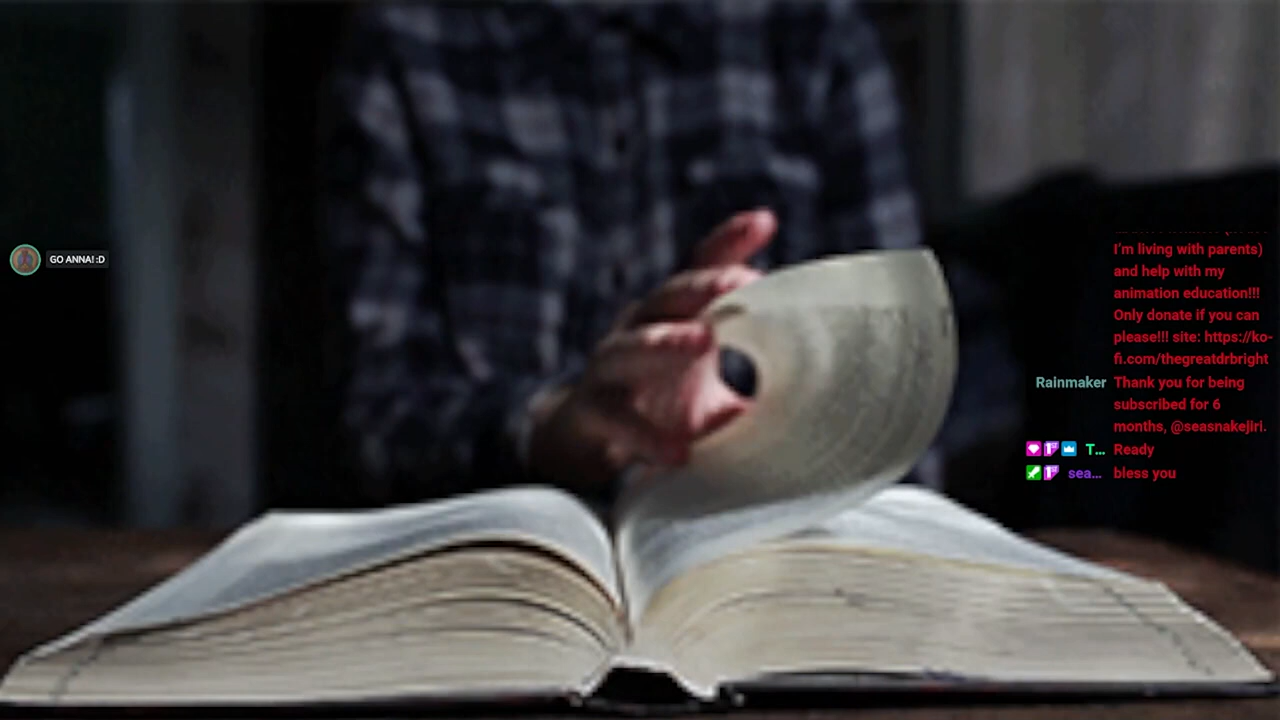 GO ANNA! :D
I'm living with parents)
and help with my
animation education!!!
Only donate if you can
please!!! site: https://ko-
fi.com/thegreatdrbright
Rainmaker Thank you for being
subscribed for 6
months, @seasnakejiri.
T... Ready
sea... bless you